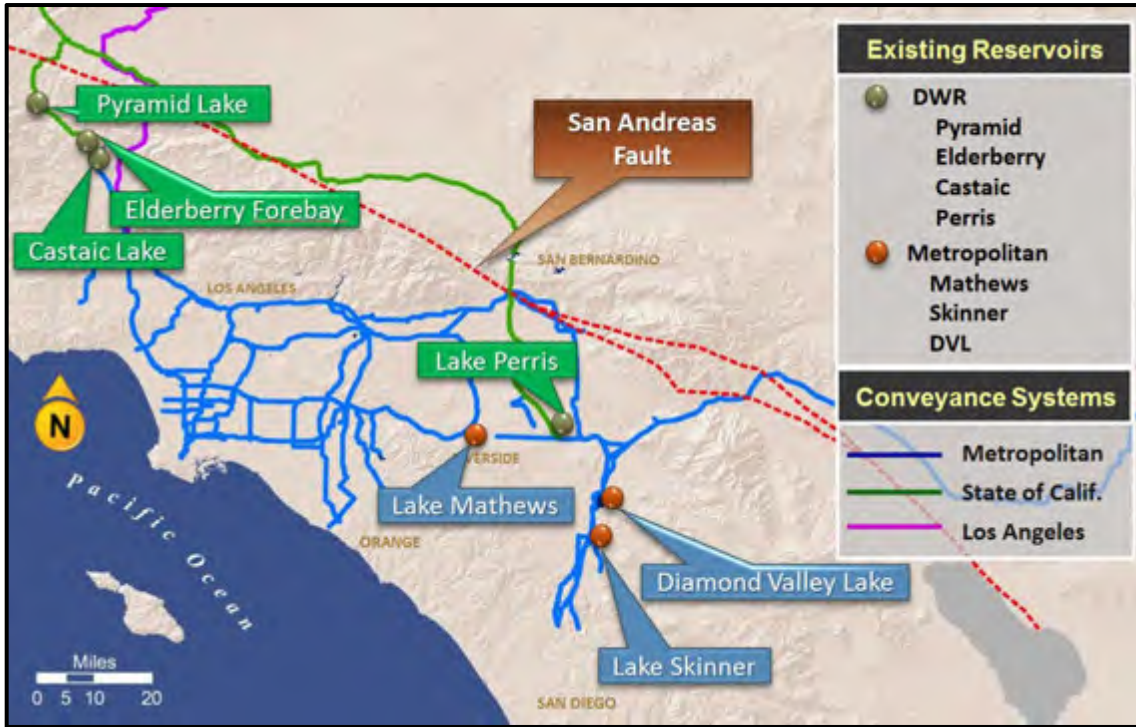 Pyramid Lake
Elderberry Forebay
Castaic Lake
San Andreas
Fault
SAN BERNARDINO
LOS ANGELES
Lake Perris
Lake Mathews
ORANGE
Diamond Valley Lake
Lake Skinner
SAN DIEGO
N
Pacific Ocean
Miles
0 5 10 20
Existing Reservoirs
DWR
Pyramid
Elderberry
Castaic
Perris
Metropolitan
Mathews
Skinner
DVL
Conveyance Systems
Metropolitan
State of Calif.
Los Angeles